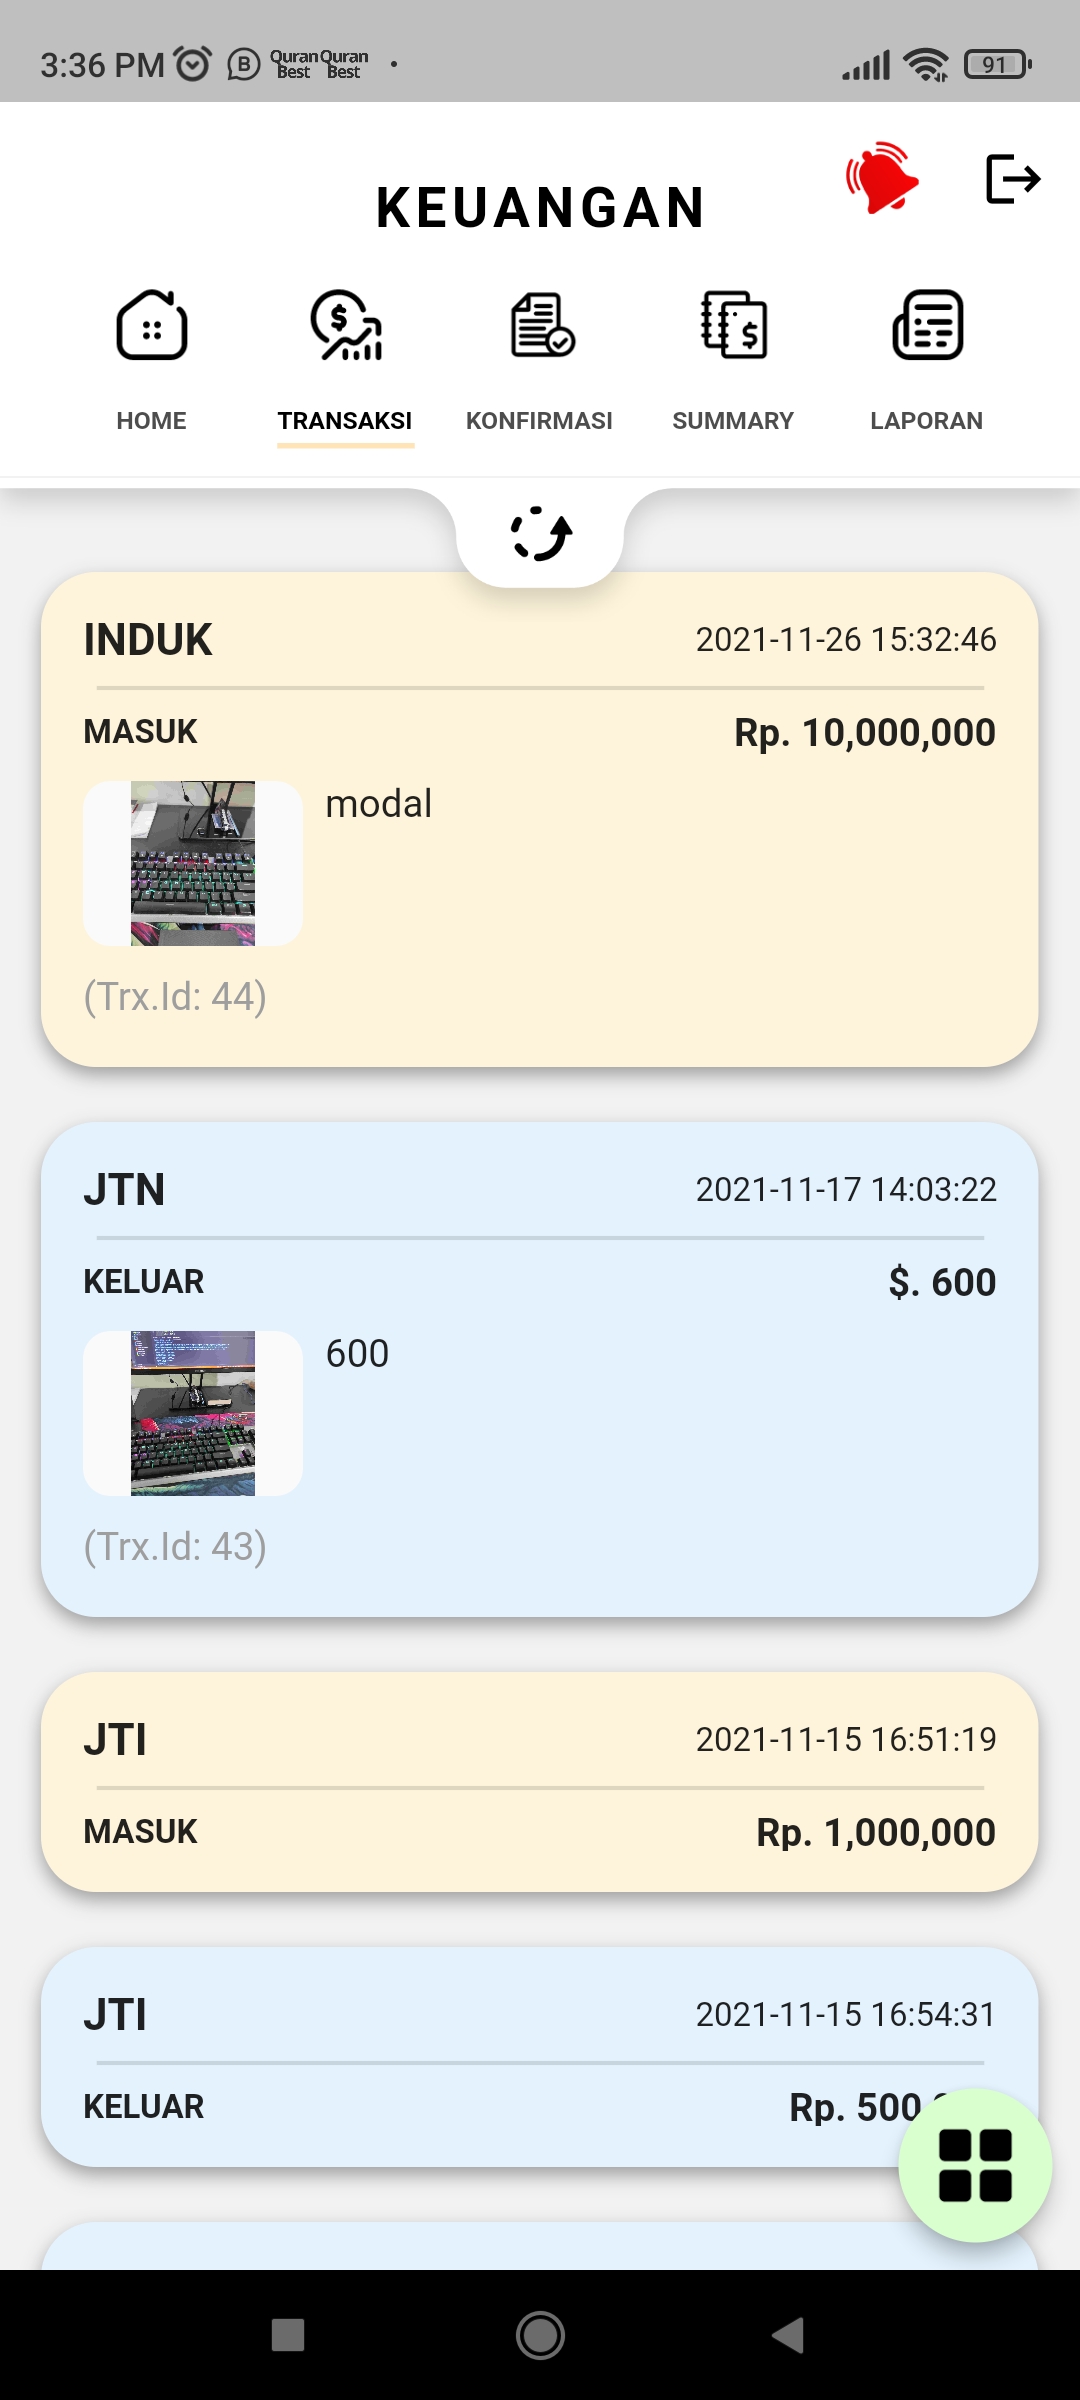 3:36 PM
Quran Best Quran Best
91
KEUANGAN
HOME TRANSAKSI KONFIRMASI SUMMARY LAPORAN
INDUK 2021-11-26 15:32:46
MASUK Rp. 10,000,000
modal
(Trx.Id: 44)
JTN 2021-11-17 14:03:22
KELUAR $. 600
600
(Trx.Id: 43)
JTI 2021-11-15 16:51:19
MASUK Rp. 1,000,000
JTI 2021-11-15 16:54:31
KELUAR Rp. 500